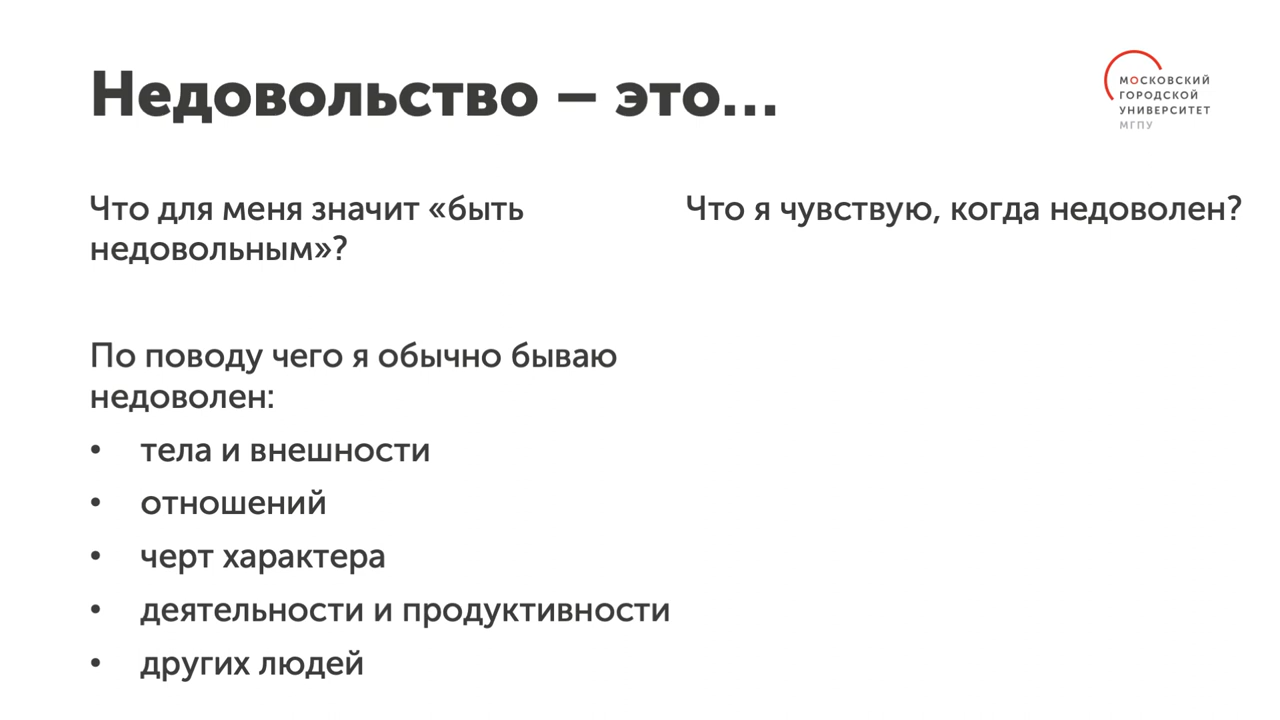 Недовольство – это...
МОСКОВСКИЙ
ГОРОДСКОЙ
УНИВЕРСИТЕТ
МГПУ
Что для меня значит «быть
недовольным»?
По поводу чего я обычно бываю
недоволен:
• тела и внешности
• отношений
• черт характера
• деятельности и продуктивности
• других людей
Что я чувствую, когда недоволен?